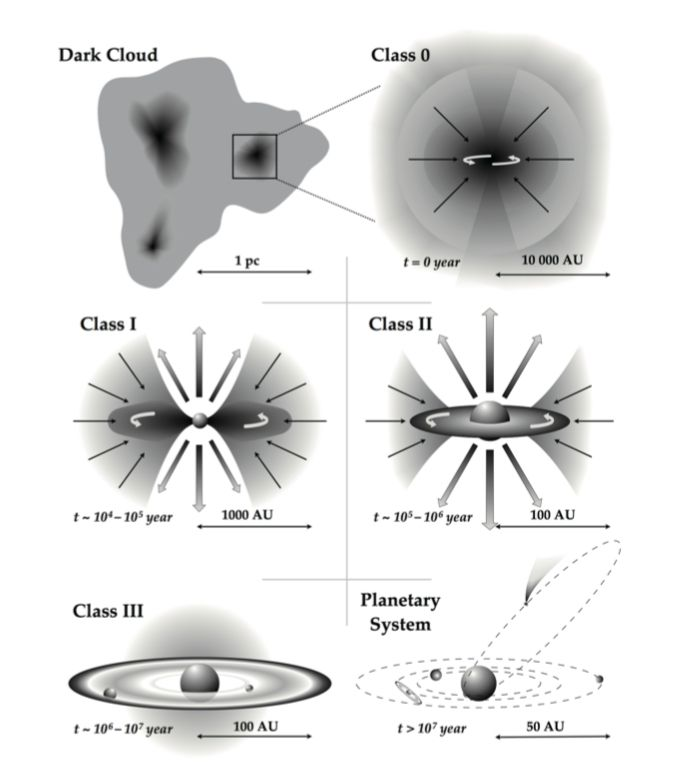 Dark Cloud
Class 0
1 pc
t = 0 year
10 000 AU
Class I
Class II
t ~ 10⁴ – 10⁵ year
1000 AU
t ~ 10⁵ – 10⁶ year
100 AU
Class III
Planetary
System
t ~ 10⁶ – 10⁷ year
100 AU
t > 10⁷ year
50 AU